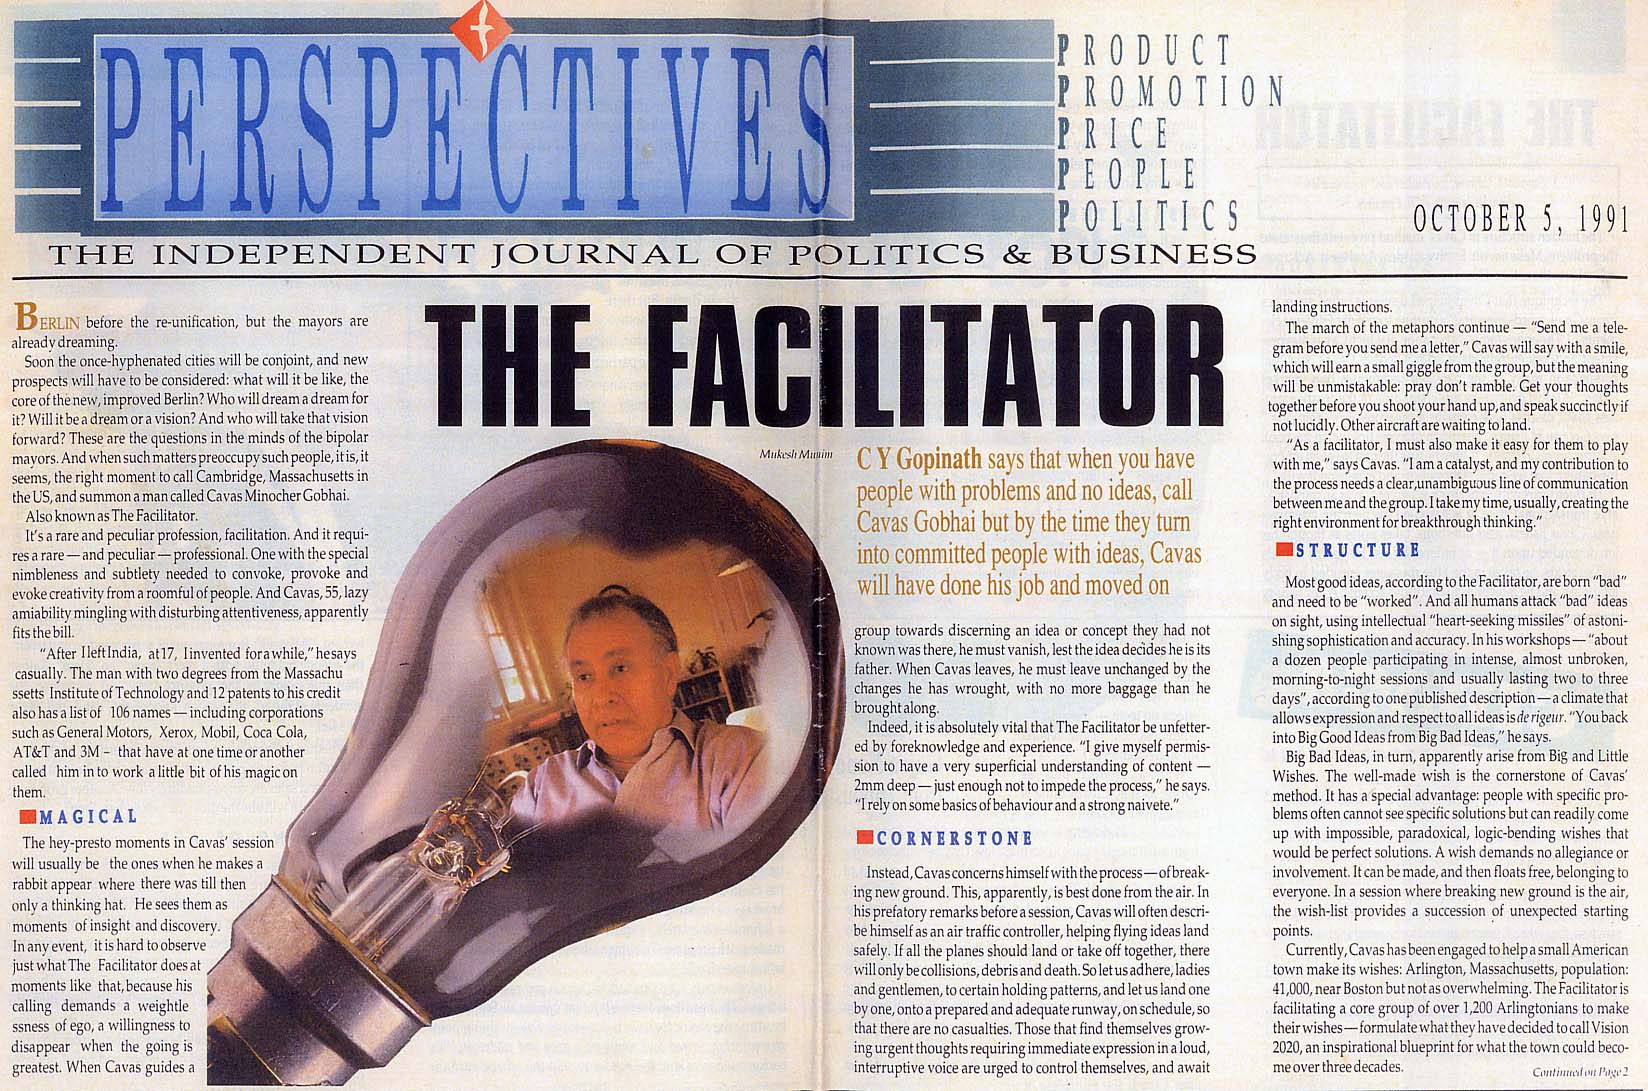 PERSPECTIVES
PRODUCT
PROMOTION
PRICE
PEOPLE
POLITICS
OCTOBER 5, 1991
THE INDEPENDENT JOURNAL OF POLITICS & BUSINESS
THE FACILITATOR
BERLIN before the re-unification, but the mayors are
already dreaming.
Soon the once-hyphenated cities will be conjoint, and new
prospects will have to be considered: what will it be like, the
core of the new, improved Berlin? Who will dream a dream for
it? Will it be a dream or a vision? And who will take that vision
forward? These are the questions in the minds of the bipolar
mayors. And when such matters preoccupy such people, it is, it
seems, the right moment to call Cambridge, Massachusetts in
the US, and summon a man called Cavas Minocher Gobhai.
Also known as The Facilitator.
It's a rare and peculiar profession, facilitation. And it requi-
res a rare — and peculiar — professional. One with the special
nimbleness and subtlety needed to convoke, provoke and
evoke creativity from a roomful of people. And Cavas, 55, lazy
amiability mingling with disturbing attentiveness, apparently
fits the bill.
"After I left India, at 17, I invented for a while," he says
casually. The man with two degrees from the Massachu
ssetts Institute of Technology and 12 patents to his credit
also has a list of 106 names — including corporations
such as General Motors, Xerox, Mobil, Coca Cola,
AT&T and 3M – that have at one time or another
called him in to work a little bit of his magic on
them.
MAGICAL
The hey-presto moments in Cavas' session
will usually be the ones when he makes a
rabbit appear where there was till then
only a thinking hat. He sees them as
moments of insight and discovery.
In any event, it is hard to observe
just what The Facilitator does at
moments like that, because his
calling demands a weightle
ssness of ego, a willingness to
disappear when the going is
greatest. When Cavas guides a
Mukesh Munim
C Y Gopinath says that when you have
people with problems and no ideas, call
Cavas Gobhai but by the time they turn
into committed people with ideas, Cavas
will have done his job and moved on
group towards discerning an idea or concept they had not
known was there, he must vanish, lest the idea decides he is its
father. When Cavas leaves, he must leave unchanged by the
changes he has wrought, with no more baggage than he
brought along.
Indeed, it is absolutely vital that The Facilitator be unfetter-
ed by foreknowledge and experience. "I give myself permis-
sion to have a very superficial understanding of content —
2mm deep — just enough not to impede the process," he says.
"I rely on some basics of behaviour and a strong naivete."
CORNERSTONE
Instead, Cavas concerns himself with the process — of break-
ing new ground. This, apparently, is best done from the air. In
his prefatory remarks before a session, Cavas will often descri-
be himself as an air traffic controller, helping flying ideas land
safely. If all the planes should land or take off together, there
will only be collisions, debris and death. So let us adhere, ladies
and gentlemen, to certain holding patterns, and let us land one
by one, onto a prepared and adequate runway, on schedule, so
that there are no casualties. Those that find themselves grow-
ing urgent thoughts requiring immediate expression in a loud,
interruptive voice are urged to control themselves, and await
landing instructions.
The march of the metaphors continue — "Send me a tele-
gram before you send me a letter," Cavas will say with a smile,
which will earn a small giggle from the group, but the meaning
will be unmistakable: pray don't ramble. Get your thoughts
together before you shoot your hand up, and speak succinctly if
not lucidly. Other aircraft are waiting to land.
"As a facilitator, I must also make it easy for them to play
with me," says Cavas. "I am a catalyst, and my contribution to
the process needs a clear, unambiguous line of communication
between me and the group. I take my time, usually, creating the
right environment for breakthrough thinking."
STRUCTURE
Most good ideas, according to the Facilitator, are born "bad"
and need to be "worked". And all humans attack "bad" ideas
on sight, using intellectual "heart-seeking missiles" of astoni-
shing sophistication and accuracy. In his workshops — "about
a dozen people participating in intense, almost unbroken,
morning-to-night sessions and usually lasting two to three
days", according to one published description — a climate that
allows expression and respect to all ideas is de rigeur. "You back
into Big Good Ideas from Big Bad Ideas," he says.
Big Bad Ideas, in turn, apparently arise from Big and Little
Wishes. The well-made wish is the cornerstone of Cavas'
method. It has a special advantage: people with specific pro-
blems often cannot see specific solutions but can readily come
up with impossible, paradoxical, logic-bending wishes that
would be perfect solutions. A wish demands no allegiance or
involvement. It can be made, and then floats free, belonging to
everyone. In a session where breaking new ground is the air,
the wish-list provides a succession of unexpected starting
points.
Currently, Cavas has been engaged to help a small American
town make its wishes: Arlington, Massachusetts, population:
41,000, near Boston but not as overwhelming. The Facilitator is
facilitating a core group of over 1,200 Arlingtonians to make
their wishes — formulate what they have decided to call Vision
2020, an inspirational blueprint for what the town could beco-
me over three decades.
Continued on Page 2